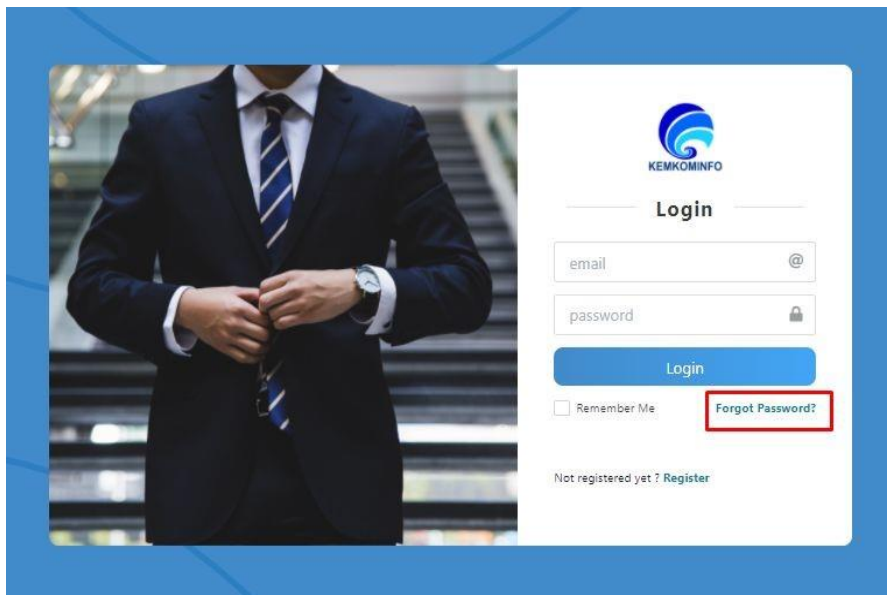 KEMKOMINFO
Login
email @
password
Login
Remember Me Forgot Password?
Not registered yet ? Register